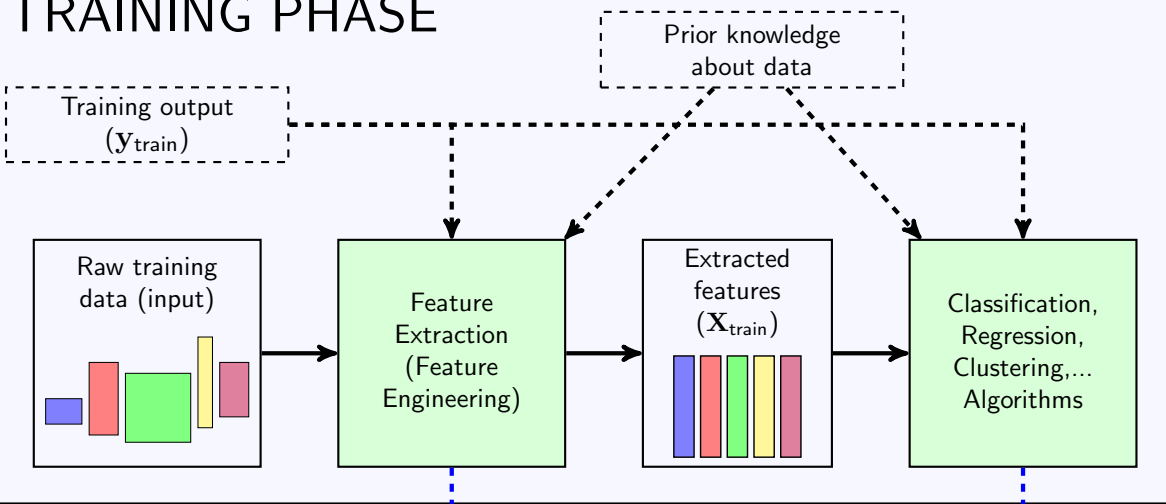 TRAINING PHASE
Prior knowledge
about data
Training output
(y_train)
Raw training
data (input)
Feature
Extraction
(Feature
Engineering)
Extracted
features
(X_train)
Classification,
Regression,
Clustering,...
Algorithms